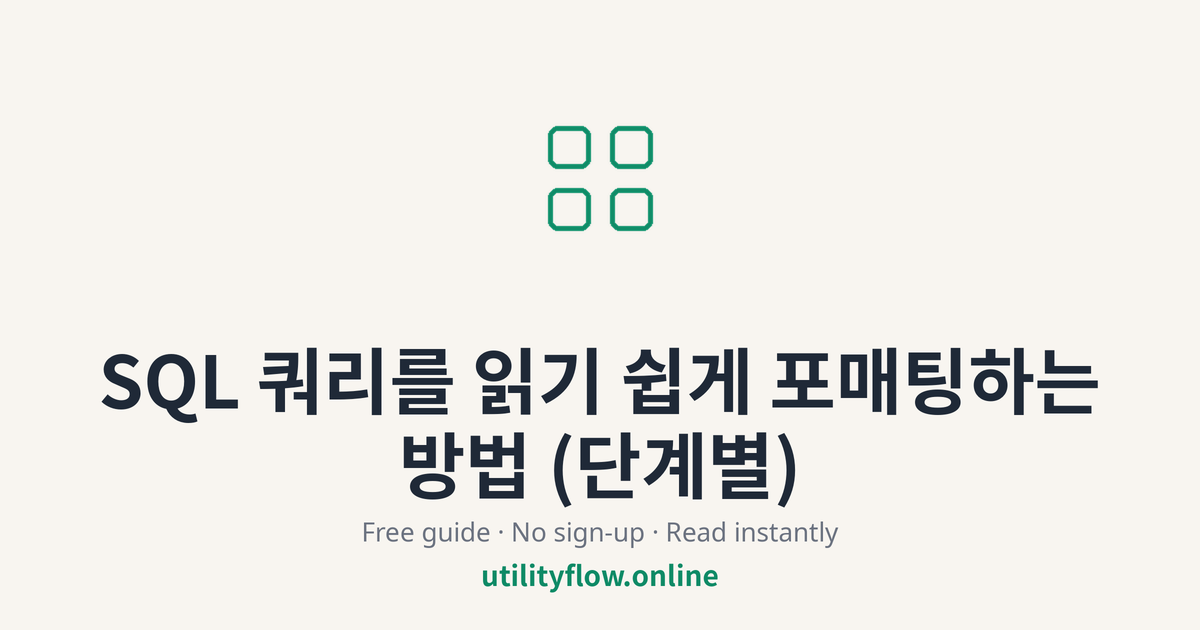 SQL 쿼리를 읽기 쉽게 포매팅하는
방법 (단계별)
Free guide · No sign-up · Read instantly
utilityflow.online